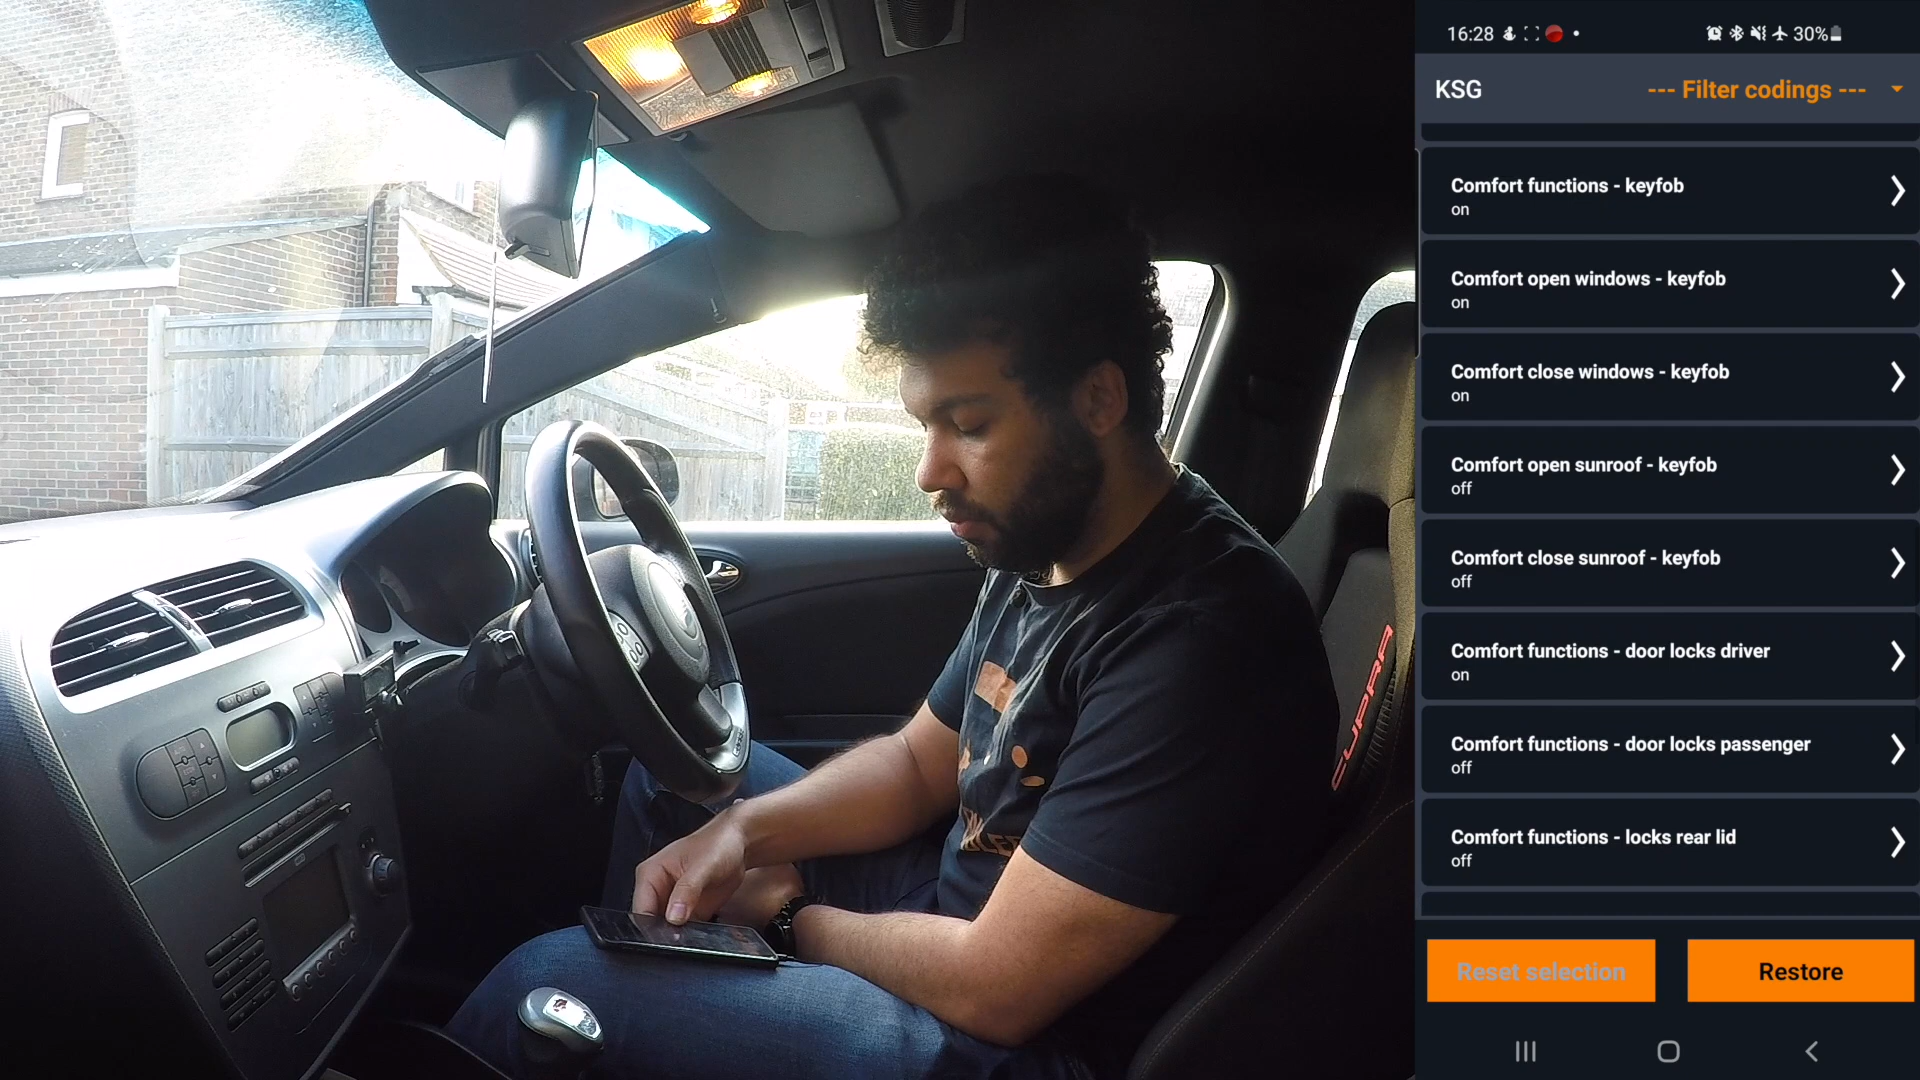 16:28
30%
KSG
--- Filter codings ---
Comfort functions - keyfob
on
Comfort open windows - keyfob
on
Comfort close windows - keyfob
on
Comfort open sunroof - keyfob
off
Comfort close sunroof - keyfob
off
Comfort functions - door locks driver
on
Comfort functions - door locks passenger
off
Comfort functions - locks rear lid
off
Reset selection
Restore
CUPRA